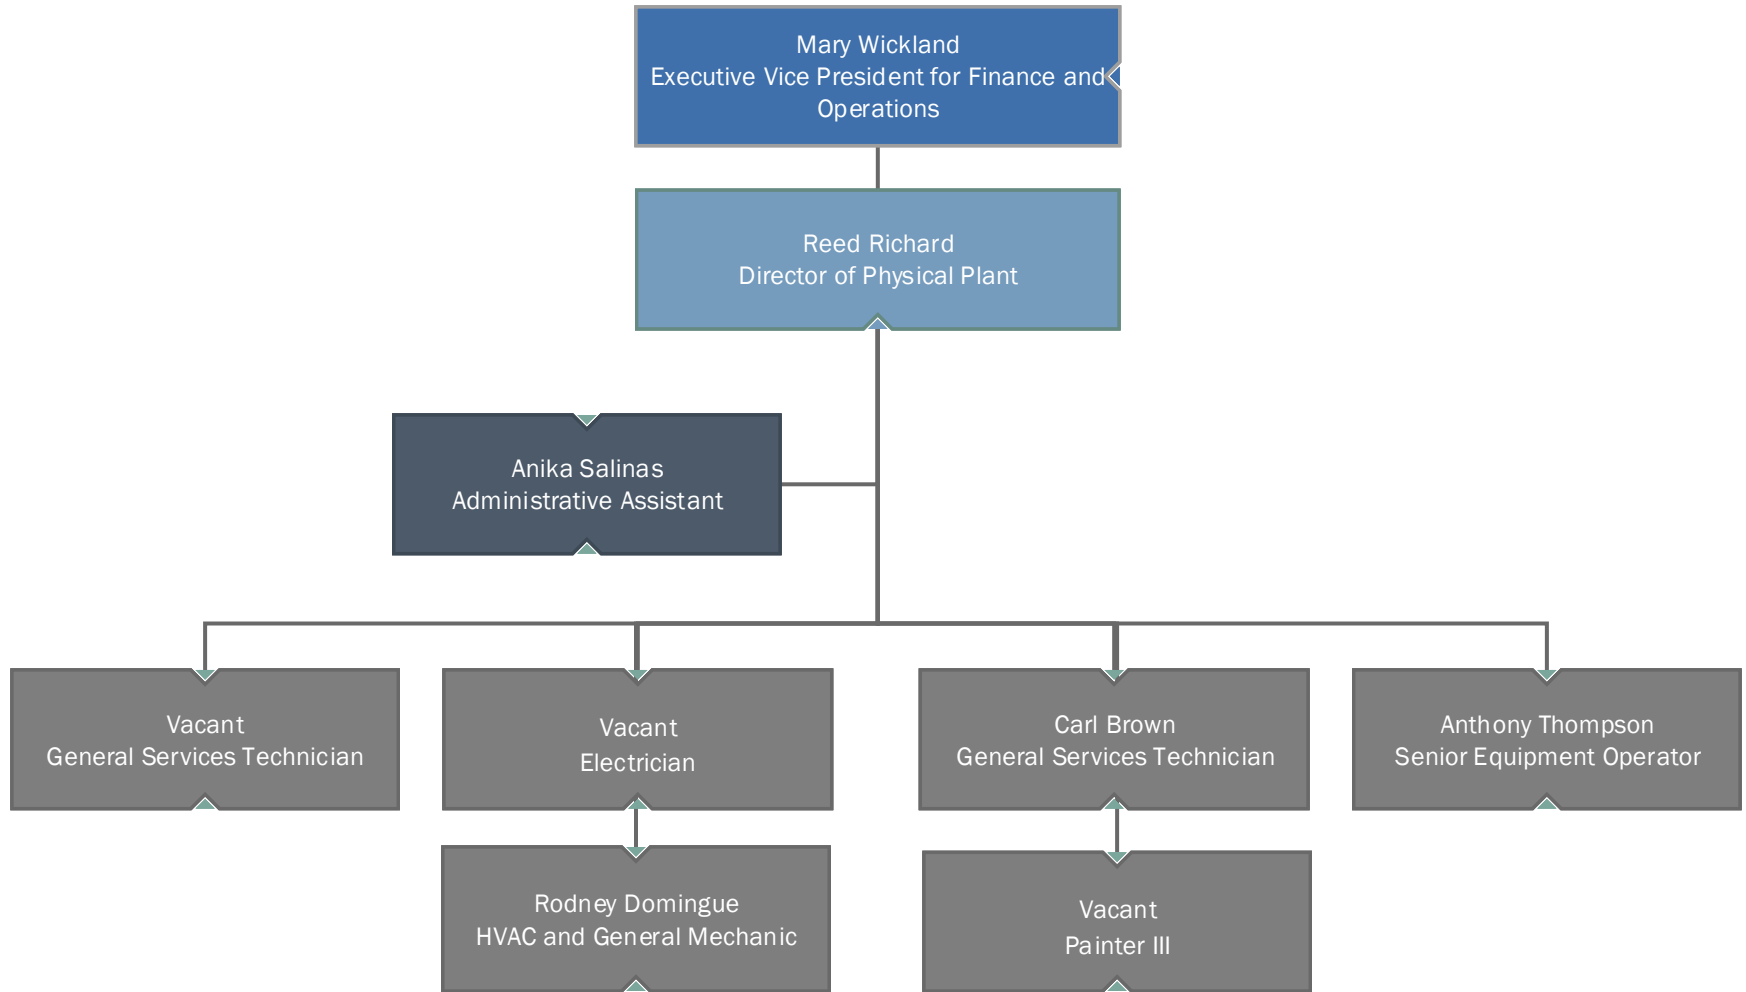 Mary Wickland
Executive Vice President for Finance and
Operations
Reed Richard
Director of Physical Plant
Anika Salinas
Administrative Assistant
Vacant
General Services Technician
Vacant
Electrician
Carl Brown
General Services Technician
Anthony Thompson
Senior Equipment Operator
Rodney Domingue
HVAC and General Mechanic
Vacant
Painter III